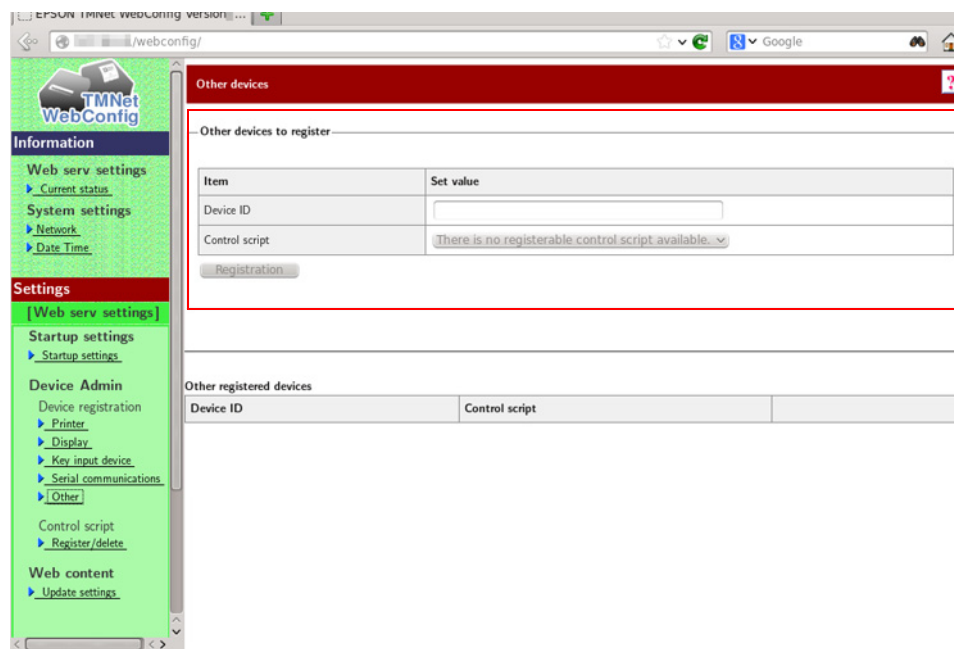 EPSON TMNet WebConfig Version ...
/webconfig/
Google
TMNet
WebConfig
Information
Web serv settings
Current status
System settings
Network
Date Time
Settings
[Web serv settings]
Startup settings
Startup settings
Device Admin
Device registration
Printer
Display
Key input device
Serial communications
Other
Control script
Register/delete
Web content
Update settings
Other devices
?
Other devices to register
Item Set value
Device ID
Control script There is no registerable control script available.
Registration
Other registered devices
Device ID Control script